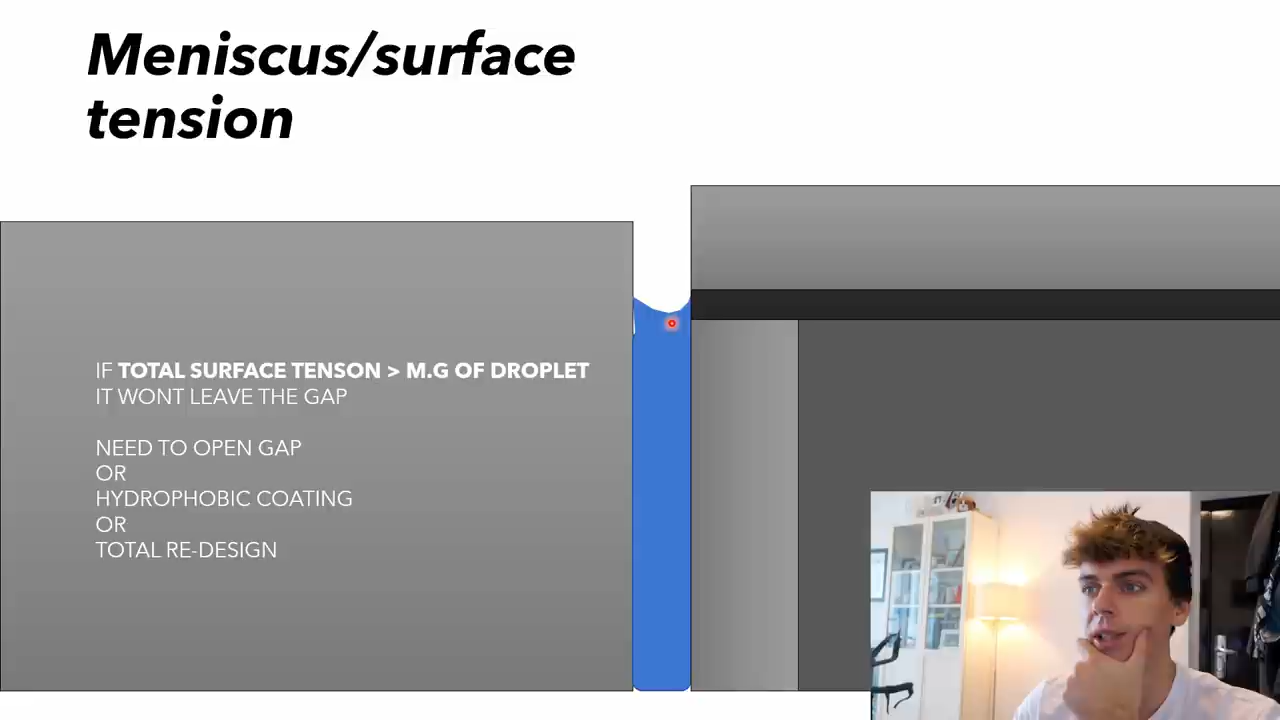 Meniscus/surface
tension
IF TOTAL SURFACE TENSON > M.G OF DROPLET
IT WONT LEAVE THE GAP
NEED TO OPEN GAP
OR
HYDROPHOBIC COATING
OR
TOTAL RE-DESIGN